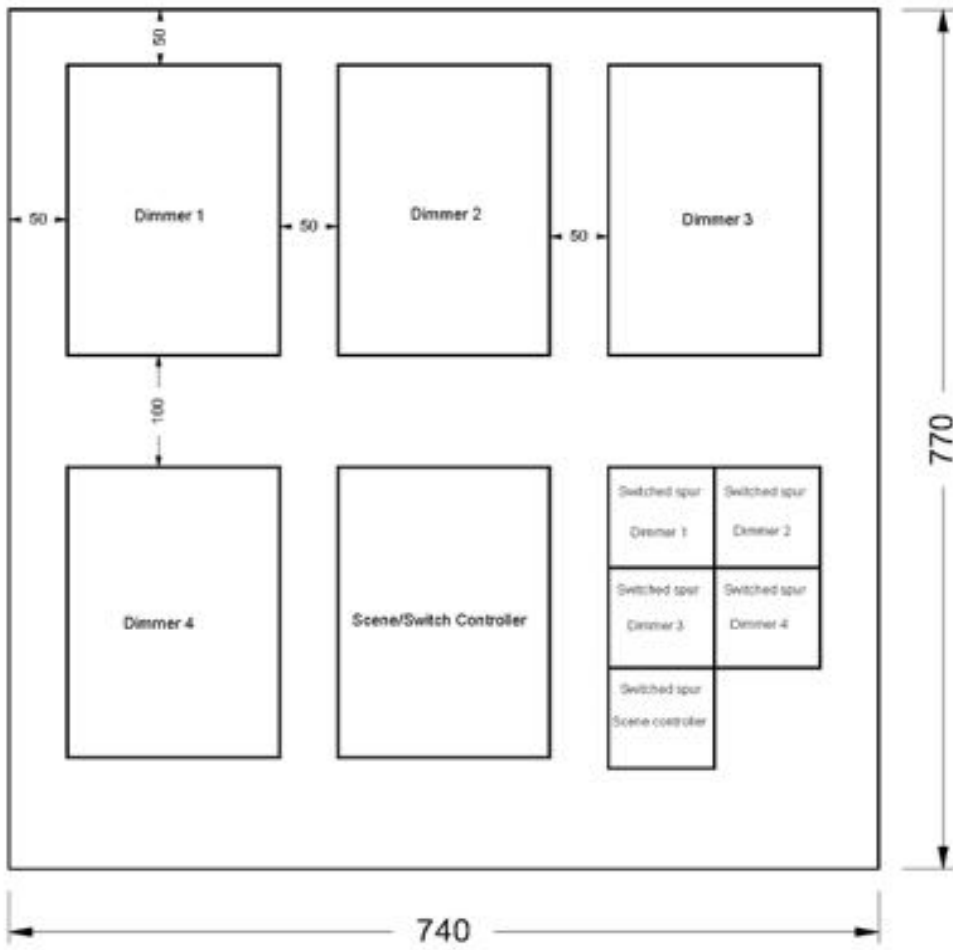 50
50
Dimmer 1
50
Dimmer 2
50
Dimmer 3
100
770
Dimmer 4
Scene/Switch Controller
Switched spur
Dimmer 1
Switched spur
Dimmer 2
Switched spur
Dimmer 3
Switched spur
Dimmer 4
Switched spur
Scene controller
740